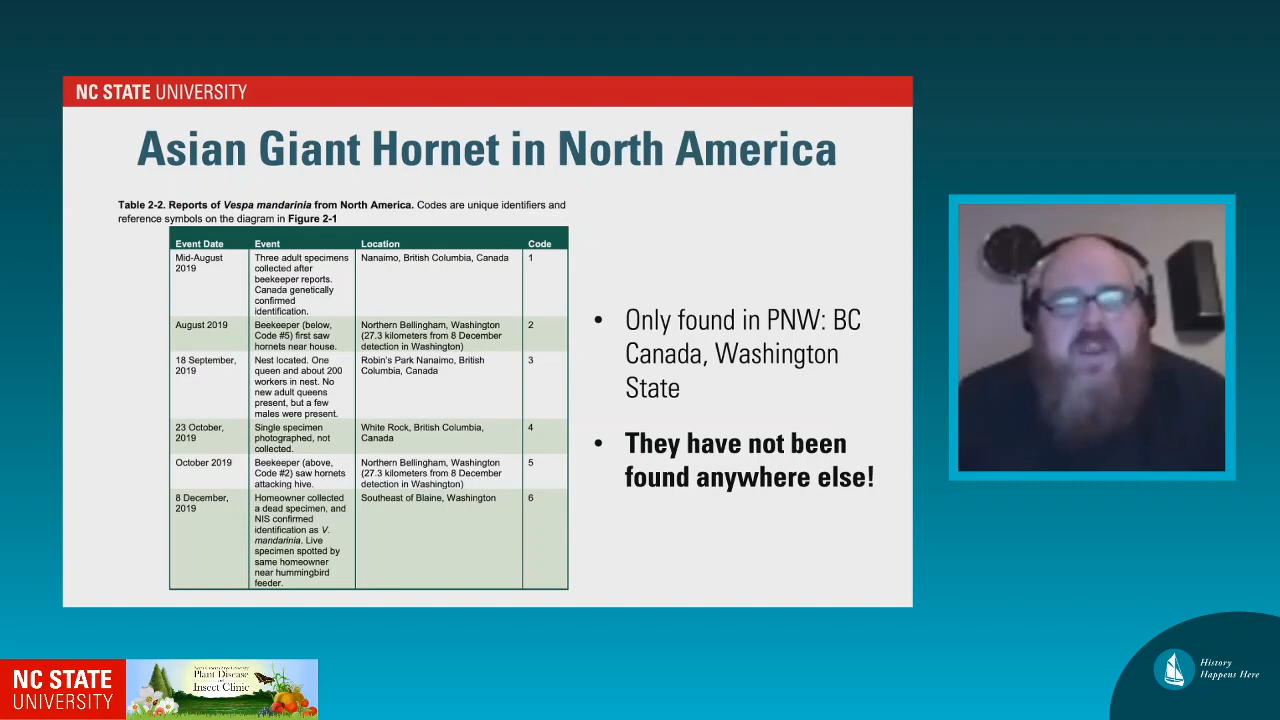 NC STATE UNIVERSITY
Asian Giant Hornet in North America
Table 2-2. Reports of Vespa mandarinia from North America. Codes are unique identifiers and
reference symbols on the diagram in Figure 2-1
Event Date Event Location Code
Mid-August
2019
Three adult specimens
collected after
beekeeper reports.
Canada genetically
confirmed
identification.
Nanaimo, British Columbia, Canada
1
August 2019
Beekeeper (below,
Code #5) first saw
hornets near house.
Northern Bellingham, Washington
(27.3 kilometers from 8 December
detection in Washington)
2
18 September,
2019
Nest located. One
queen and about 200
workers in nest. No
new adult queens
present, but a few
males were present.
Robin's Park Nanaimo, British
Columbia, Canada
3
23 October,
2019
Single specimen
photographed, not
collected.
White Rock, British Columbia,
Canada
4
October 2019
Beekeeper (above,
Code #2) saw hornets
attacking hive.
Northern Bellingham, Washington
(27.3 kilometers from 8 December
detection in Washington)
5
8 December,
2019
Homeowner collected
a dead specimen, and
NIS confirmed
identification as V.
mandarinia. Live
specimen spotted by
same homeowner
near hummingbird
feeder.
Southeast of Blaine, Washington
6
• Only found in PNW: BC
Canada, Washington
State
• They have not been
found anywhere else!
NC STATE
UNIVERSITY
Plant Disease
Insect Clinic
History
Happens Here